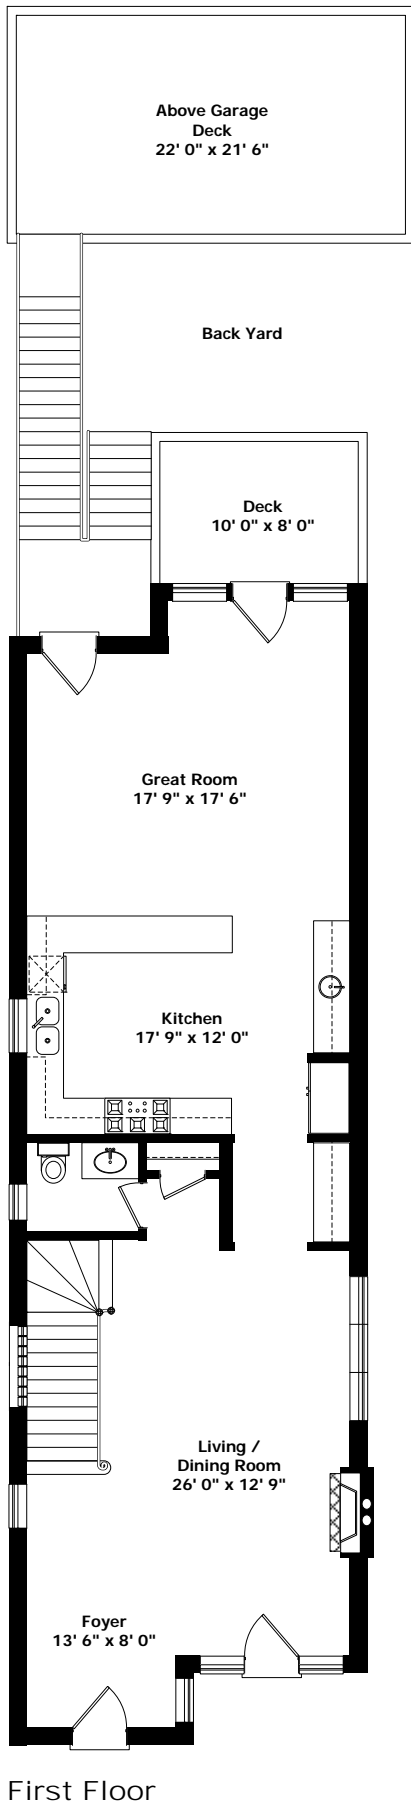 Above Garage
Deck
22' 0" x 21' 6"
Back Yard
Deck
10' 0" x 8' 0"
Great Room
17' 9" x 17' 6"
Kitchen
17' 9" x 12' 0"
Living /
Dining Room
26' 0" x 12' 9"
Foyer
13' 6" x 8' 0"
First Floor